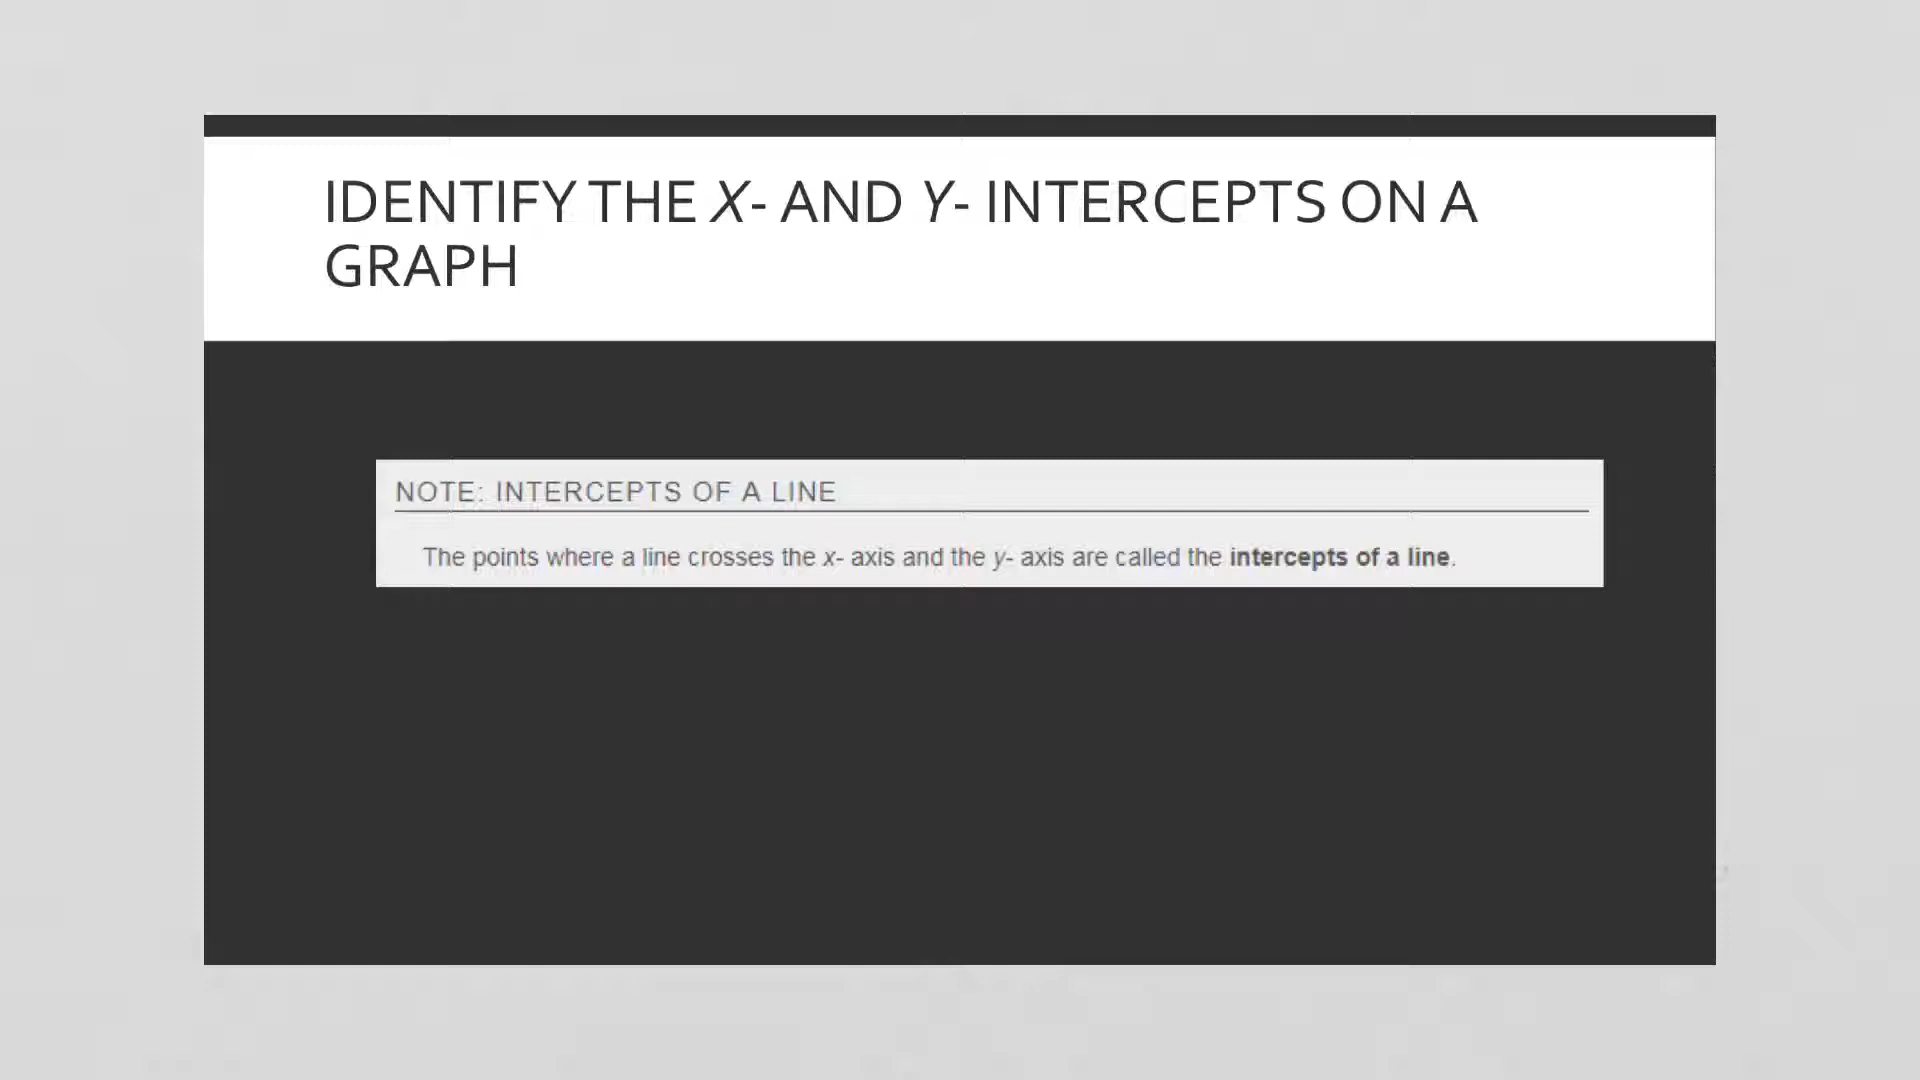 IDENTIFY THE X- AND Y- INTERCEPTS ON A
GRAPH
NOTE: INTERCEPTS OF A LINE
The points where a line crosses the x- axis and the y- axis are called the intercepts of a line.